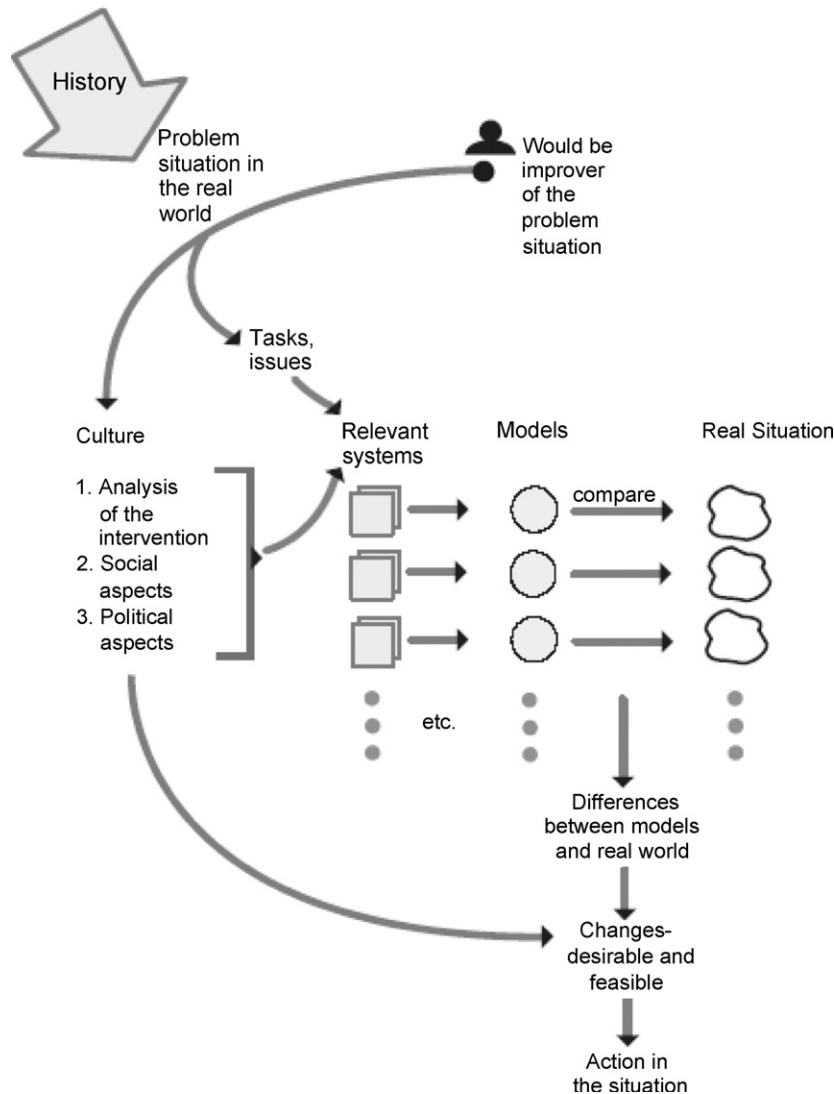 History
Problem
situation in
the real
world
Would be
improver
of the
problem
situation
Tasks,
issues
Culture
Relevant
systems
Models
Real Situation
1. Analysis
of the
intervention
2. Social
aspects
3. Political
aspects
compare
etc.
Differences
between models
and real world
Changes-
desirable and
feasible
Action in
the situation